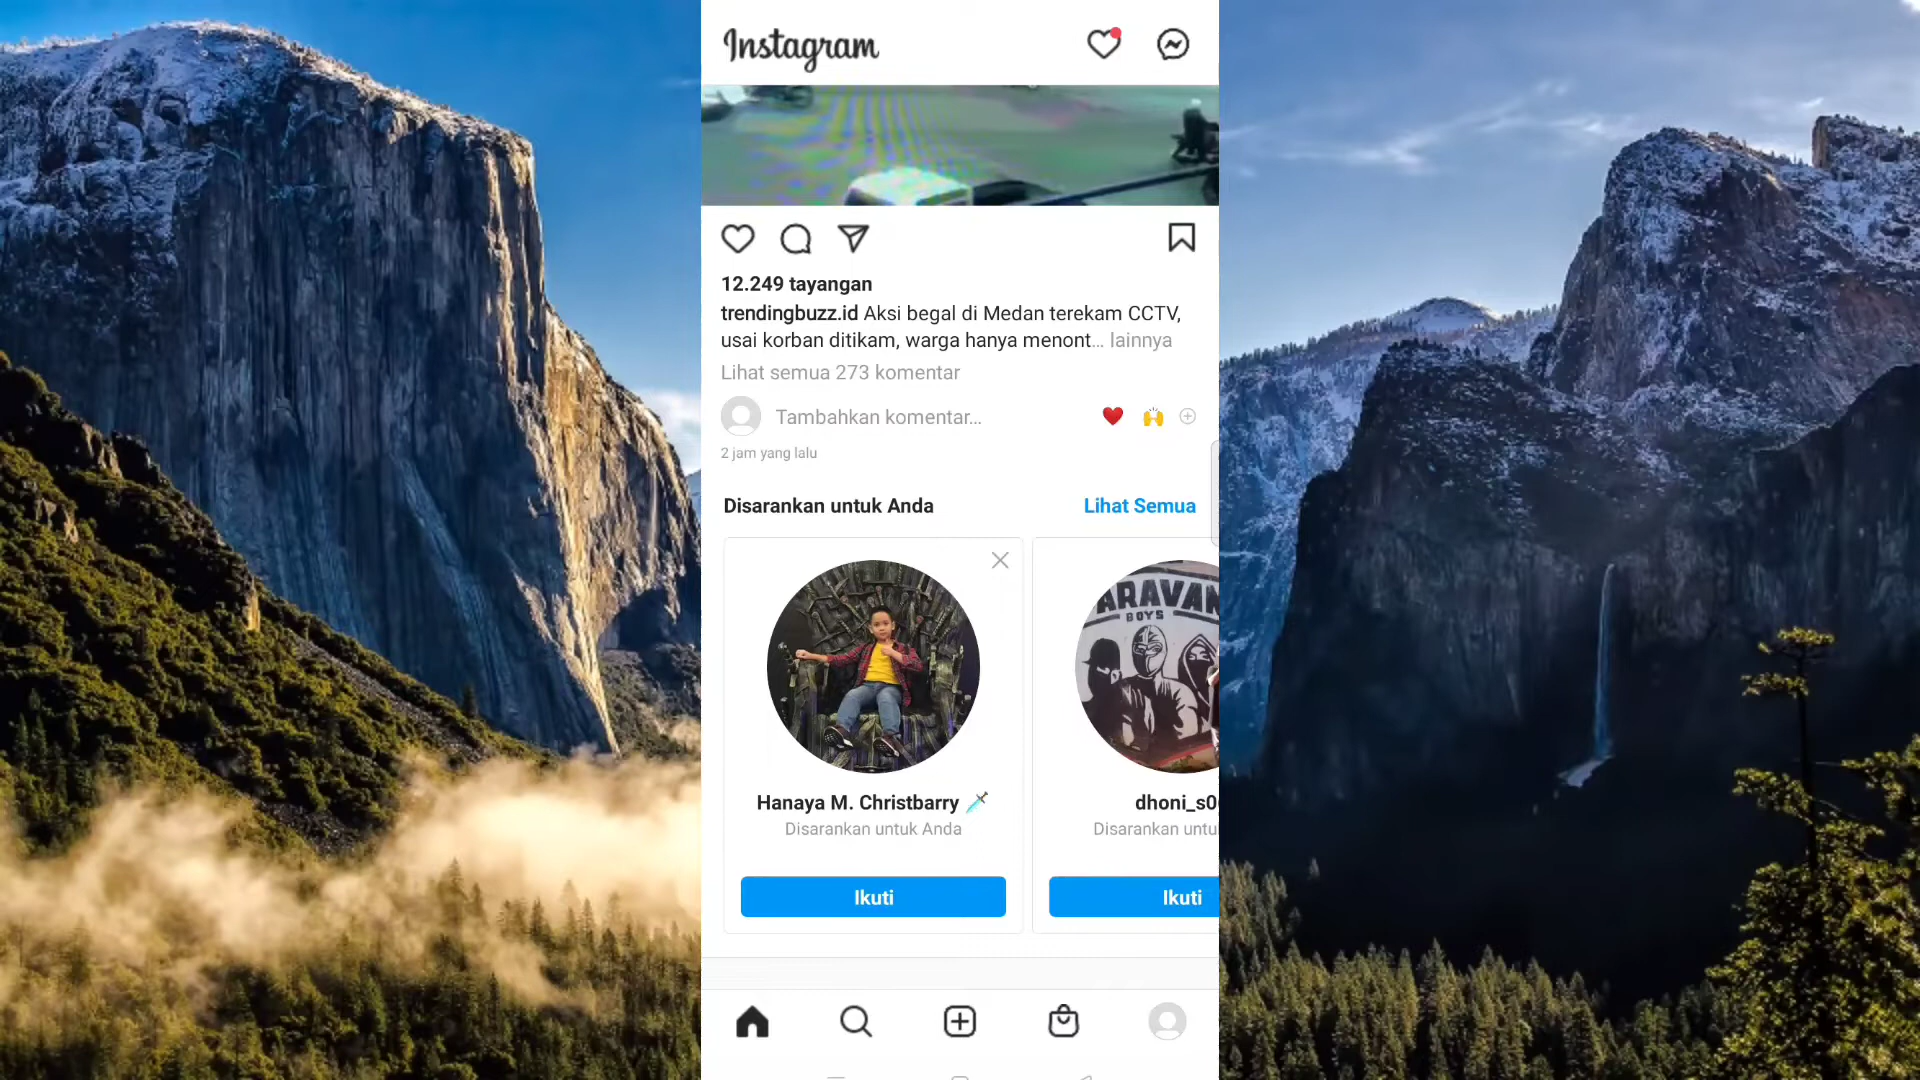 Instagram
12.249 tayangan
trendingbuzz.id Aksi begal di Medan terekam CCTV,
usai korban ditikam, warga hanya menont... lainnya
Lihat semua 273 komentar
Tambahkan komentar...
2 jam yang lalu
Disarankan untuk Anda
Lihat Semua
ARAVAN
BOYS
Hanaya M. Christbarry
dhoni_s0
Disarankan untuk Anda
Disarankan untu
Ikuti
Ikuti